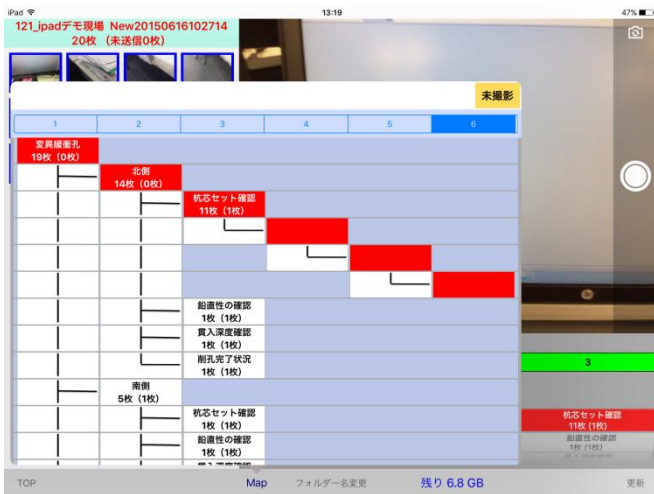 iPad 13:19 47%
121_ipadデモ現場 New20150616102714
20枚 (未送信0枚)
未撮影
1 2 3 4 5 6
変異緩衝孔
19枚 (0枚)
北側
14枚 (0枚)
杭芯セット確認
11枚 (1枚)
鉛直性の確認
1枚 (1枚)
貫入深度確認
1枚 (1枚)
削孔完了状況
1枚 (1枚)
南側
5枚 (1枚)
杭芯セット確認
1枚 (1枚)
鉛直性の確認
1枚 (1枚)
3
杭芯セット確認
11枚 (1枚)
鉛直性の確認
1枚 (1枚)
TOP Map フォルダー名変更 残り 6.8 GB 更新